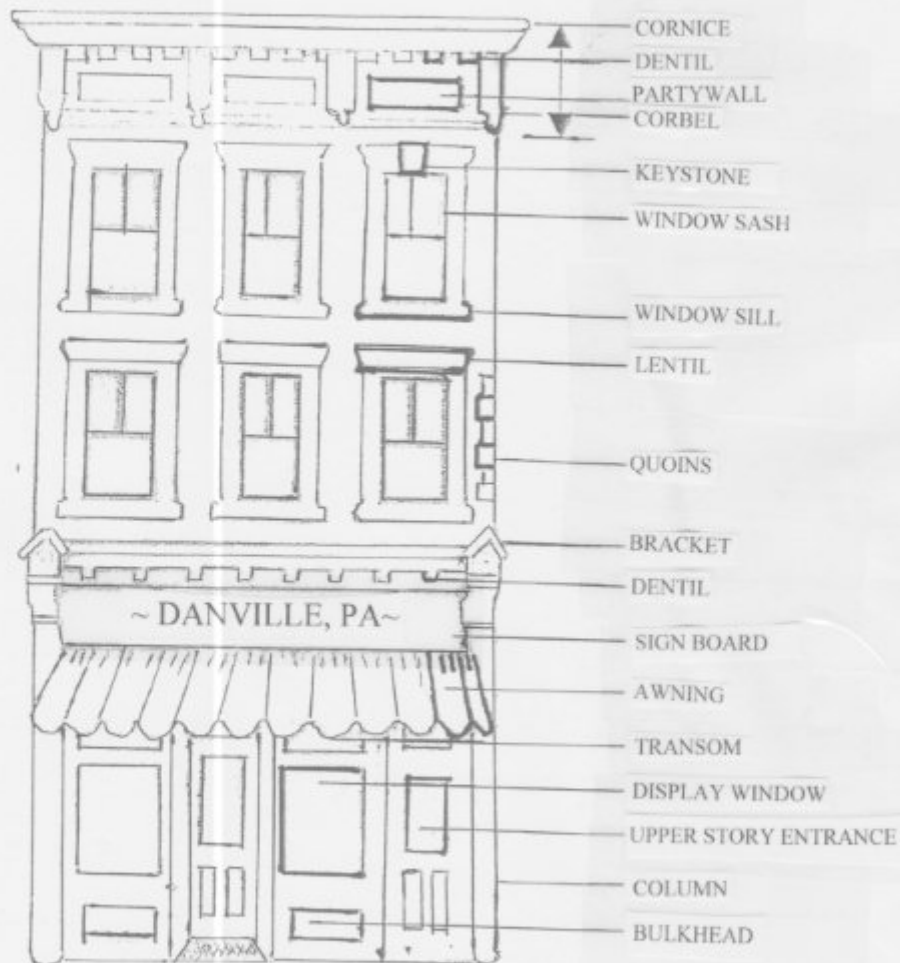 CORNICE
DENTIL
PARTYWALL
CORBEL
KEYSTONE
WINDOW SASH
WINDOW SILL
LENTIL
QUOINS
BRACKET
DENTIL
~ DANVILLE, PA~
SIGN BOARD
AWNING
TRANSOM
DISPLAY WINDOW
UPPER STORY ENTRANCE
COLUMN
BULKHEAD